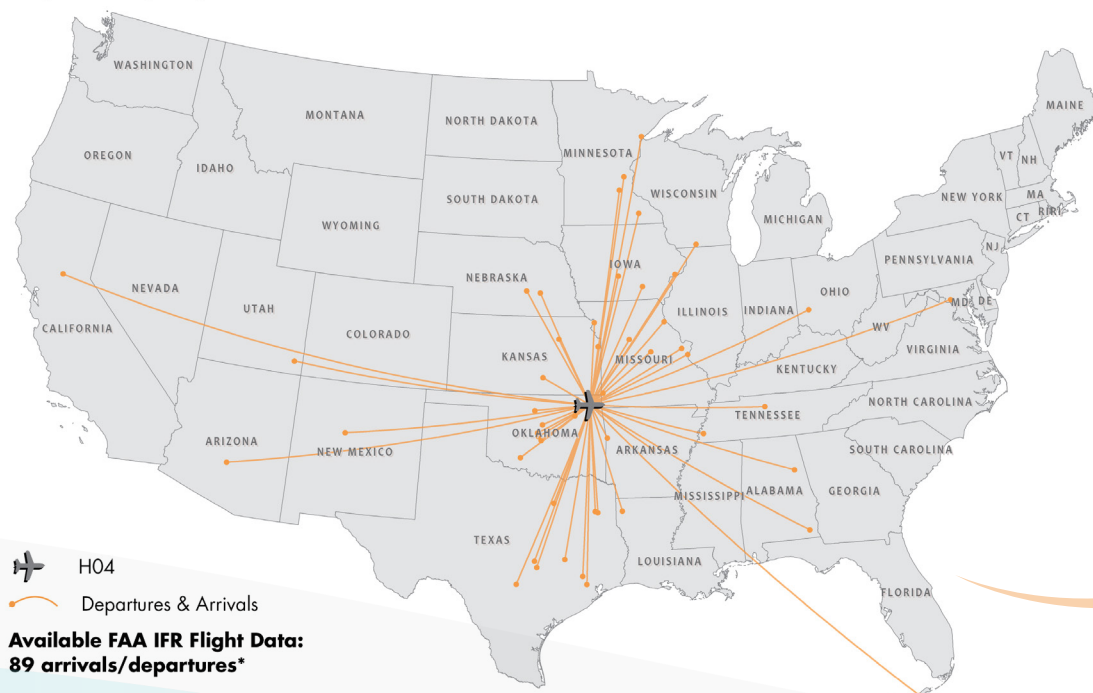 WASHINGTON
MAINE
MONTANA
NORTH DAKOTA
MINNESOTA
VT
NH
OREGON
IDAHO
WISCONSIN
SOUTH DAKOTA
NEW YORK
MA
WYOMING
MICHIGAN
CT
RI
RI
NJ
IOWA
PENNSYLVANIA
NEBRASKA
NEVADA
OHIO
MD
DE
UTAH
ILLINOIS
INDIANA
CALIFORNIA
COLORADO
WV
VIRGINIA
KANSAS
MISSOURI
KENTUCKY
NORTH CAROLINA
TENNESSEE
OKLAHOMA
ARIZONA
NEW MEXICO
ARKANSAS
SOUTH CAROLINA
MISSISSIPPI
ALABAMA
GEORGIA
TEXAS
LOUISIANA
FLORIDA
H04
Departures & Arrivals
Available FAA IFR Flight Data:
89 arrivals/departures*